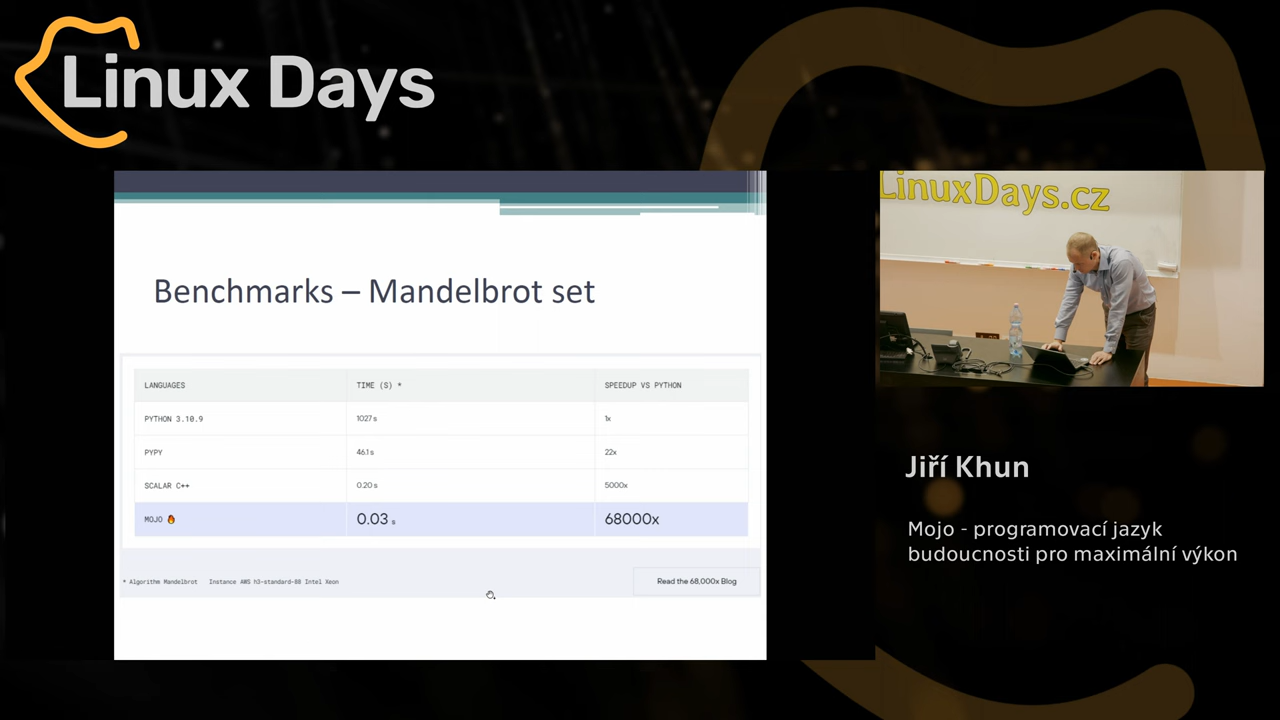 Linux Days
LinuxDays.cz
Benchmarks – Mandelbrot set
LANGUAGES TIME (S) * SPEEDUP VS PYTHON
PYTHON 3.10.9 1027 s 1x
PYPY 46.1 s 22x
SCALAR C++ 0.20 s 5000x
MOJO 🔥 0.03 s 68000x
* Algorithm Mandelbrot Instance AWS h3-standard-88 Intel Xeon
Read the 68,000x Blog
Jiří Khun
Mojo - programovací jazyk
budoucnosti pro maximální výkon